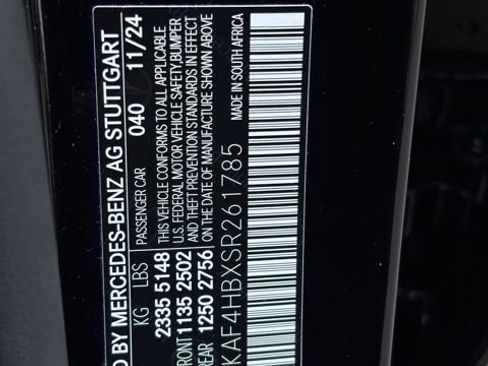 D BY MERCEDES-BENZ AG STUTTGART
PASSENGER CAR 040 11/24
KG LBS
2335 5148
FRONT 1135 2502
REAR 1250 2756
THIS VEHICLE CONFORMS TO ALL APPLICABLE
U.S. FEDERAL MOTOR VEHICLE SAFETY, BUMPER
AND THEFT PREVENTION STANDARDS IN EFFECT
ON THE DATE OF MANUFACTURE SHOWN ABOVE
KAF4HBXSR261785
MADE IN SOUTH AFRICA